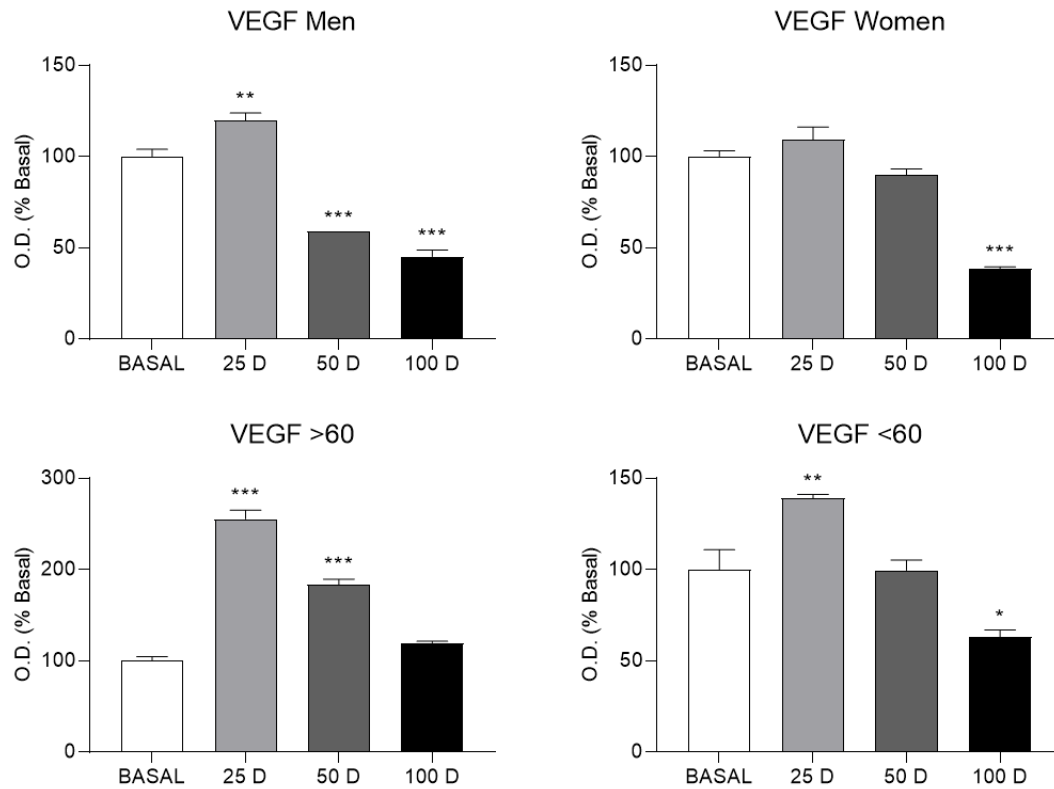 VEGF Men
150
100
50
0
O.D. (% Basal)
**
***
***
BASAL 25 D 50 D 100 D
VEGF Women
150
100
50
0
O.D. (% Basal)
***
BASAL 25 D 50 D 100 D
VEGF >60
300
200
100
0
O.D. (% Basal)
***
***
BASAL 25 D 50 D 100 D
VEGF <60
150
100
50
0
O.D. (% Basal)
**
*
BASAL 25 D 50 D 100 D